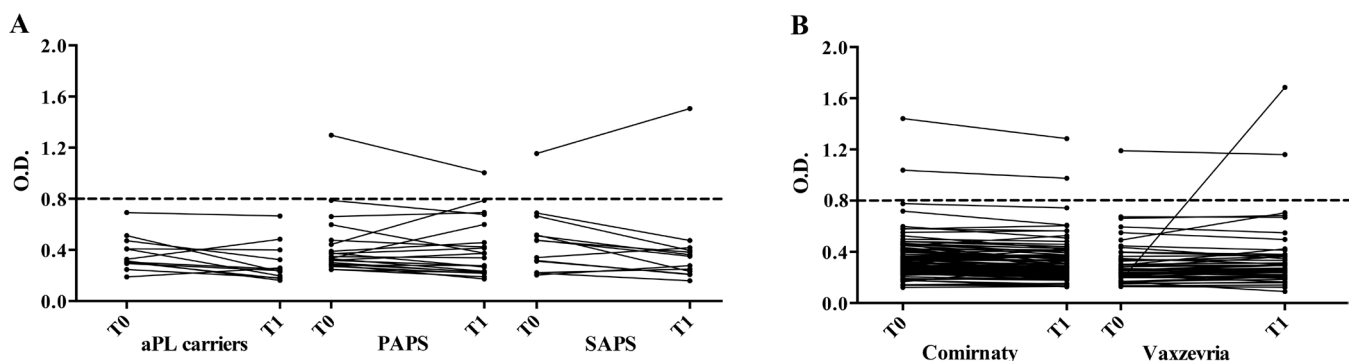 A
O.D.
2.0
1.6
1.2
0.8
0.4
0.0
T0 T1 T0 T1 T0 T1
aPL carriers PAPS SAPS
B
O.D.
2.0
1.6
1.2
0.8
0.4
0.0
T0 T1 T0 T1
Comirnaty Vaxzevria